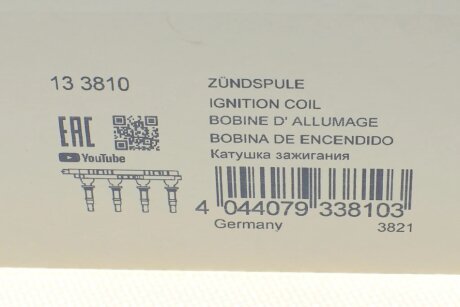 13 3810
ZÜNDSPULE
IGNITION COIL
BOBINE D' ALLUMAGE
BOBINA DE ENCENDIDO
Катушка зажигания
EAC
YouTube
4 044079 338103
Germany
3821